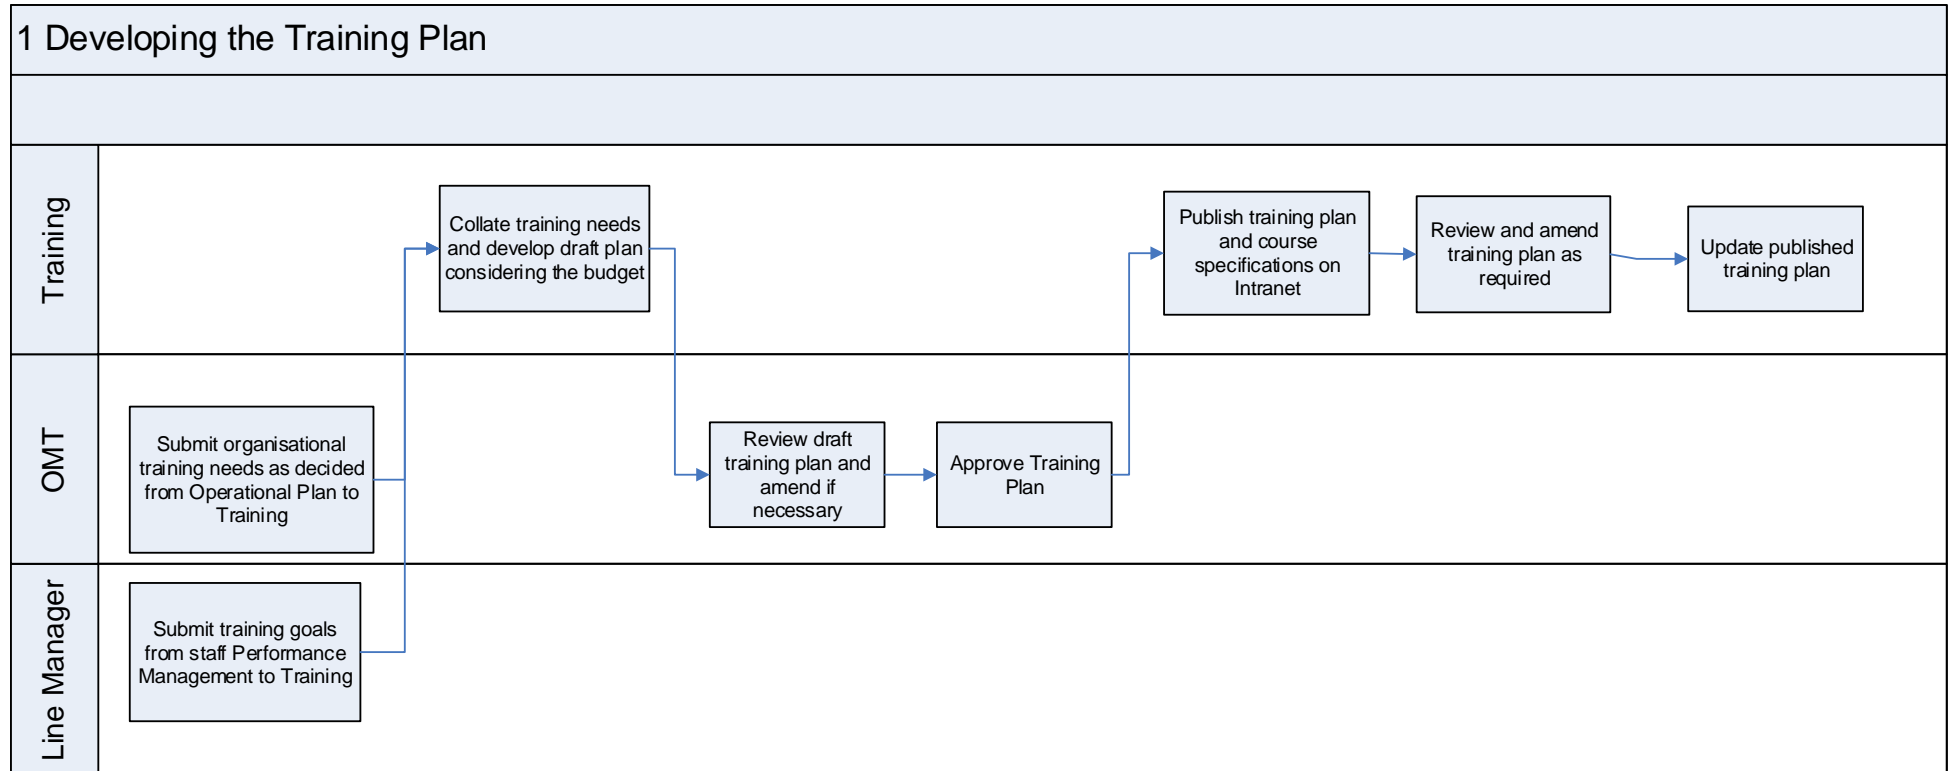 1 Developing the Training Plan
Training
Collate training needs
and develop draft plan
considering the budget
Publish training plan
and course
specifications on
Intranet
Review and amend
training plan as
required
Update published
training plan
OMT
Submit organisational
training needs as decided
from Operational Plan to
Training
Review draft
training plan and
amend if
necessary
Approve Training
Plan
Line Manager
Submit training goals
from staff Performance
Management to Training